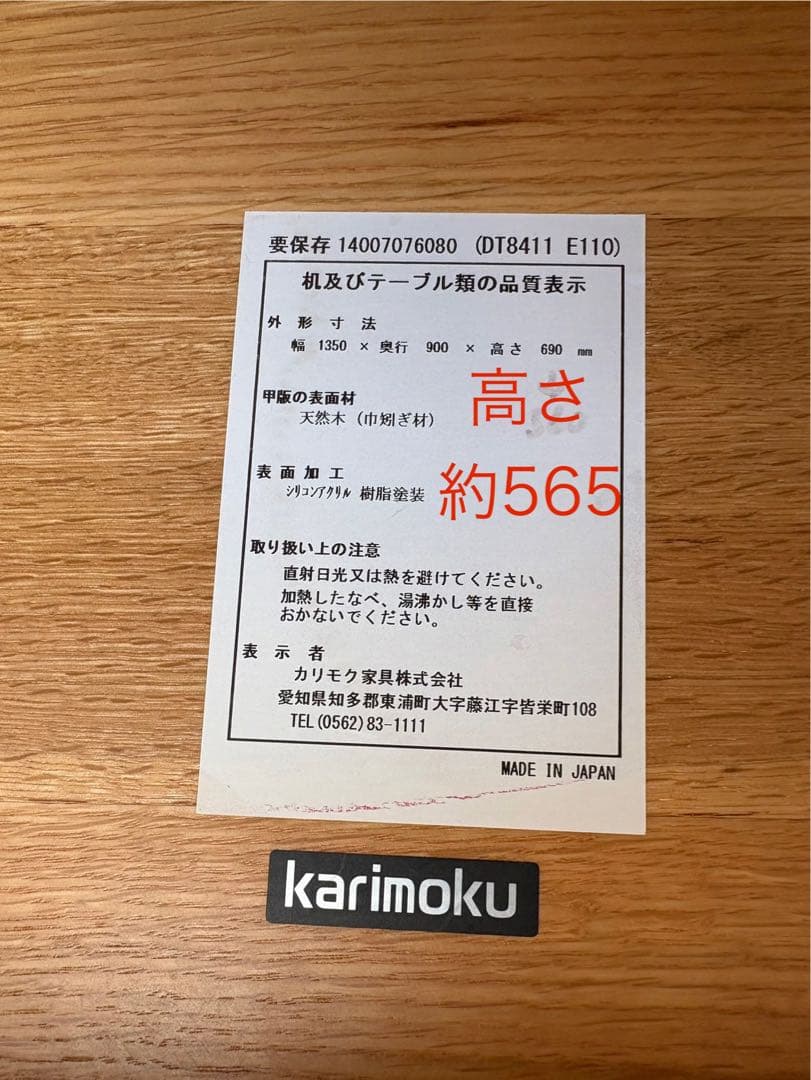 要保存 14007076080 (DT8411 E110)
机及びテーブル類の品質表示
外形寸法
幅 1350 × 奥行 900 × 高さ 690 mm
甲版の表面材
高さ
天然木 (巾矧ぎ材)
表面加工
シリコンアクリル 樹脂塗装
約565
取り扱い上の注意
直射日光又は熱を避けてください。
加熱したなべ、湯沸かし等を直接
おかないでください。
表示者
カリモク家具株式会社
愛知県知多郡東浦町大字藤江字皆栄町108
TEL(0562)83-1111
MADE IN JAPAN
karimoku